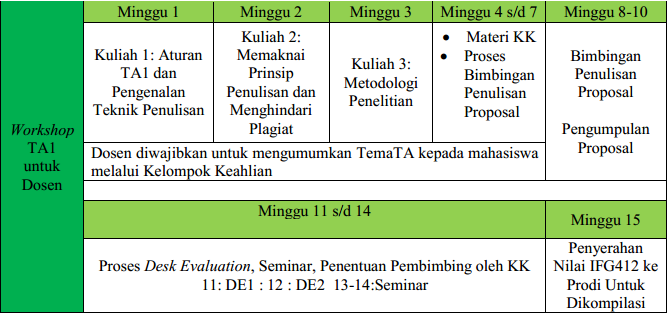 Workshop
TA1
untuk
Dosen
Minggu 1
Minggu 2
Minggu 3
Minggu 4 s/d 7
Minggu 8-10
Kuliah 1: Aturan
TA1 dan
Pengenalan
Teknik Penulisan
Kuliah 2:
Memaknai
Prinsip
Penulisan dan
Menghindari
Plagiat
Kuliah 3:
Metodologi
Penelitian
• Materi KK
• Proses
Bimbingan
Penulisan
Proposal
Bimbingan
Penulisan
Proposal
Pengumpulan
Proposal
Dosen diwajibkan untuk mengumumkan TemaTA kepada mahasiswa
melalui Kelompok Keahlian
Minggu 11 s/d 14
Minggu 15
Proses Desk Evaluation, Seminar, Penentuan Pembimbing oleh KK
11: DE1 : 12 : DE2 13-14:Seminar
Penyerahan
Nilai IFG412 ke
Prodi Untuk
Dikompilasi